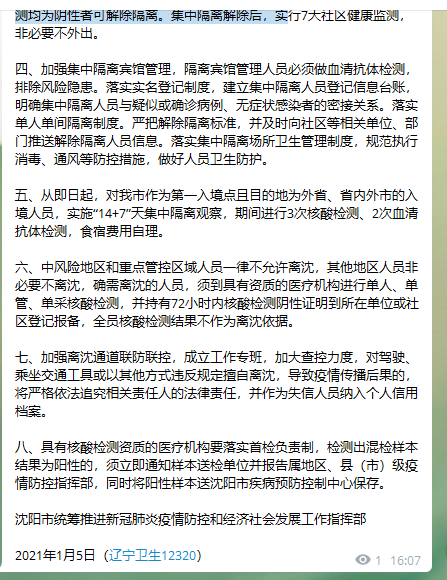 测均为阴性者可解除隔离。集中隔离解除后，实行7天社区健康监测，
非必要不外出。
四、加强集中隔离宾馆管理，隔离宾馆管理人员必须做血清抗体检测，
排除风险隐患。落实实名登记制度，建立集中隔离人员登记信息台账，
明确集中隔离人员与疑似或确诊病例、无症状感染者的密接关系。落实
单人单间隔离制度。严把解除隔离标准，并及时向社区等相关单位、部
门推送解除隔离人员信息。落实集中隔离场所卫生管理制度，规范执行
消毒、通风等防控措施，做好人员卫生防护。
五、从即日起，对我市作为第一入境点且目的地为外省、省内外市的入
境人员，实施“14+7”天集中隔离观察，期间进行3次核酸检测、2次血清
抗体检测，食宿费用自理。
六、中风险地区和重点管控区域人员一律不允许离沈，其他地区人员非
必要不离沈，确需离沈的人员，须到具有资质的医疗机构进行单人、单
管、单采核酸检测，并持有72小时内核酸检测阴性证明到所在单位或社
区登记报备，全员核酸检测结果不作为离沈依据。
七、加强离沈通道联防联控，成立工作专班，加大查控力度，对驾驶、
乘坐交通工具或以其他方式违反规定擅自离沈，导致疫情传播后果的，
将严格依法追究相关责任人的法律责任，并作为失信人员纳入个人信用
档案。
八、具有核酸检测资质的医疗机构要落实首检负责制，检测出混检样本
结果为阳性的，须立即通知样本送检单位并报告属地区、县（市）级疫
情防控指挥部，同时将阳性样本送沈阳市疾病预防控制中心保存。
沈阳市统筹推进新冠肺炎疫情防控和经济社会发展工作指挥部
2021年1月5日（辽宁卫生12320）
1 16:07